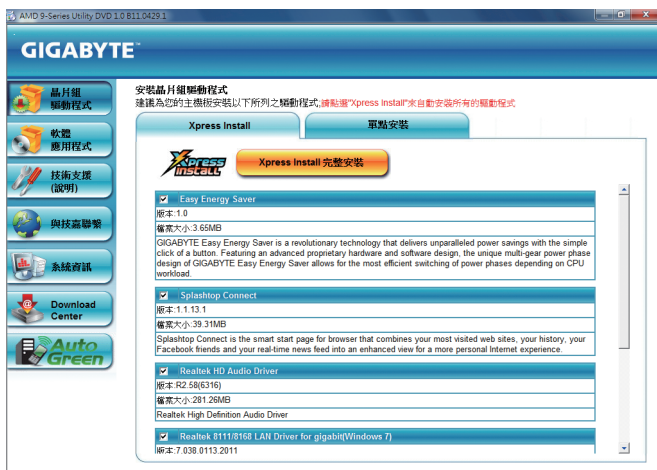 AMD 9-Series Utility DVD 1.0 B11.0429.1
GIGABYTE™
晶片組
驅動程式
軟體
應用程式
技術支援
(說明)
與技嘉聯繫
系統資訊
Download
Center
Auto
Green
安裝晶片組驅動程式
建議為您的主機板安裝以下所列之驅動程式;請點選"Xpress Install"來自動安裝所有的驅動程式
Xpress Install
單點安裝
Xpress
INSTALL
Xpress Install 完整安裝
Easy Energy Saver
版本:1.0
檔案大小:3.65MB
GIGABYTE Easy Energy Saver is a revolutionary technology that delivers unparalleled power savings with the simple
click of a button. Featuring an advanced proprietary hardware and software design, the unique multi-gear power phase
design of GIGABYTE Easy Energy Saver allows for the most efficient switching of power phases depending on CPU
workload.
Splashtop Connect
版本:1.1.13.1
檔案大小:39.31MB
Splashtop Connect is the smart start page for browser that combines your most visited web sites, your history, your
Facebook friends and your real-time news feed into an enhanced view for a more personal Internet experience.
Realtek HD Audio Driver
版本:R2.58(6316)
檔案大小:281.26MB
Realtek High Definition Audio Driver
Realtek 8111/8168 LAN Driver for gigabit(Windows 7)
版本:7.038.0113.2011